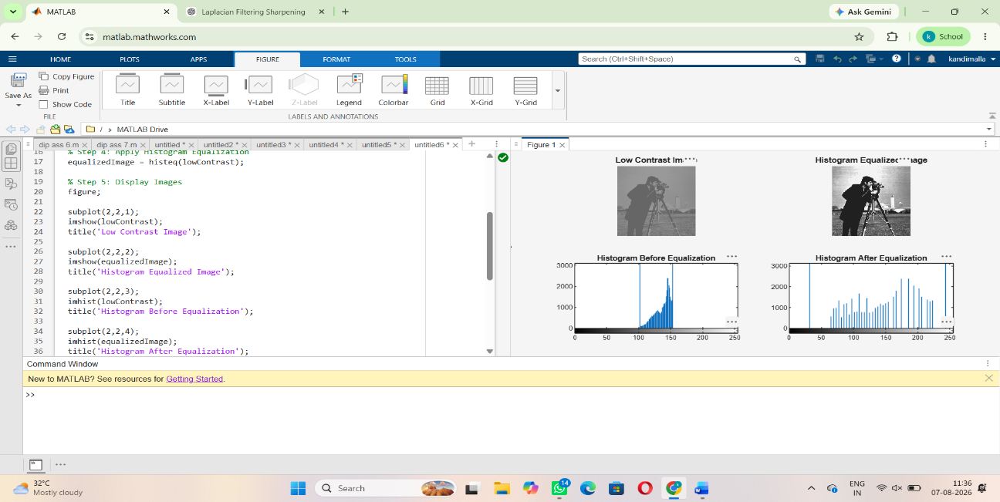 MATLAB
Laplacian Filtering Sharpening
Ask Gemini
matlab.mathworks.com
k School
HOME PLOTS APPS FIGURE FORMAT TOOLS
Search (Ctrl+Shift+Space)
kandimalla
Save As
Copy Figure
Print
Show Code
FILE
Title Subtitle X-Label Y-Label Z-Label Legend Colorbar Grid X-Grid Y-Grid
LABELS AND ANNOTATIONS
/ › MATLAB Drive
dip ass 6.m dip ass 7.m untitled * untitled2 * untitled3 * untitled4 * untitled5 * untitled6 *
Figure 1
16 % Step 4: Apply Histogram Equalization
17 equalizedImage = histeq(lowContrast);
18
19 % Step 5: Display Images
20 figure;
21
22 subplot(2,2,1);
23 imshow(lowContrast);
24 title('Low Contrast Image');
25
26 subplot(2,2,2);
27 imshow(equalizedImage);
28 title('Histogram Equalized Image');
29
30 subplot(2,2,3);
31 imhist(lowContrast);
32 title('Histogram Before Equalization');
33
34 subplot(2,2,4);
35 imhist(equalizedImage);
36 title('Histogram After Equalization');
Low Contrast Im
Histogram Equalized age
Histogram Before Equalization
3000
2000
1000
0
0 50 100 150 200 250
Histogram After Equalization
3000
2000
1000
0
0 50 100 150 200 250
Command Window
New to MATLAB? See resources for Getting Started.
>>
32°C
Mostly cloudy
Search
14
ENG
IN
11:36
07-08-2026